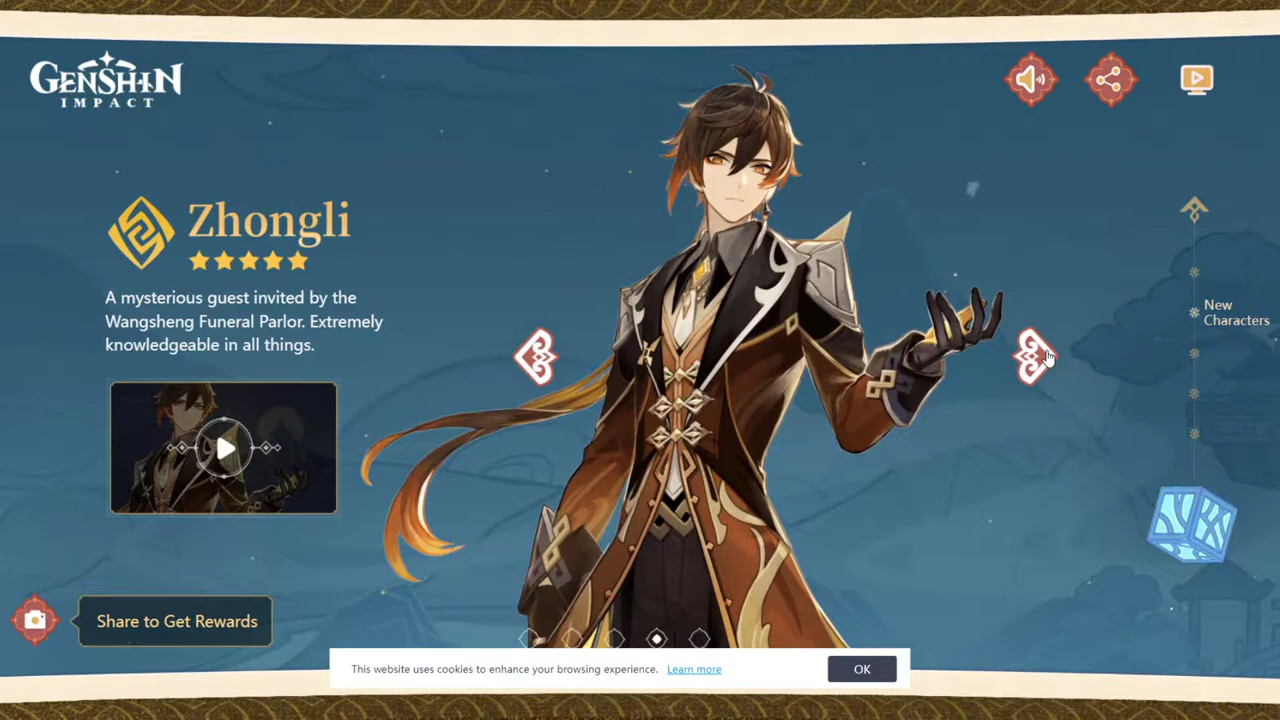 GENSHIN
IMPACT
Zhongli
A mysterious guest invited by the
Wangsheng Funeral Parlor. Extremely
knowledgeable in all things.
New
Characters
Share to Get Rewards
This website uses cookies to enhance your browsing experience. Learn more
OK